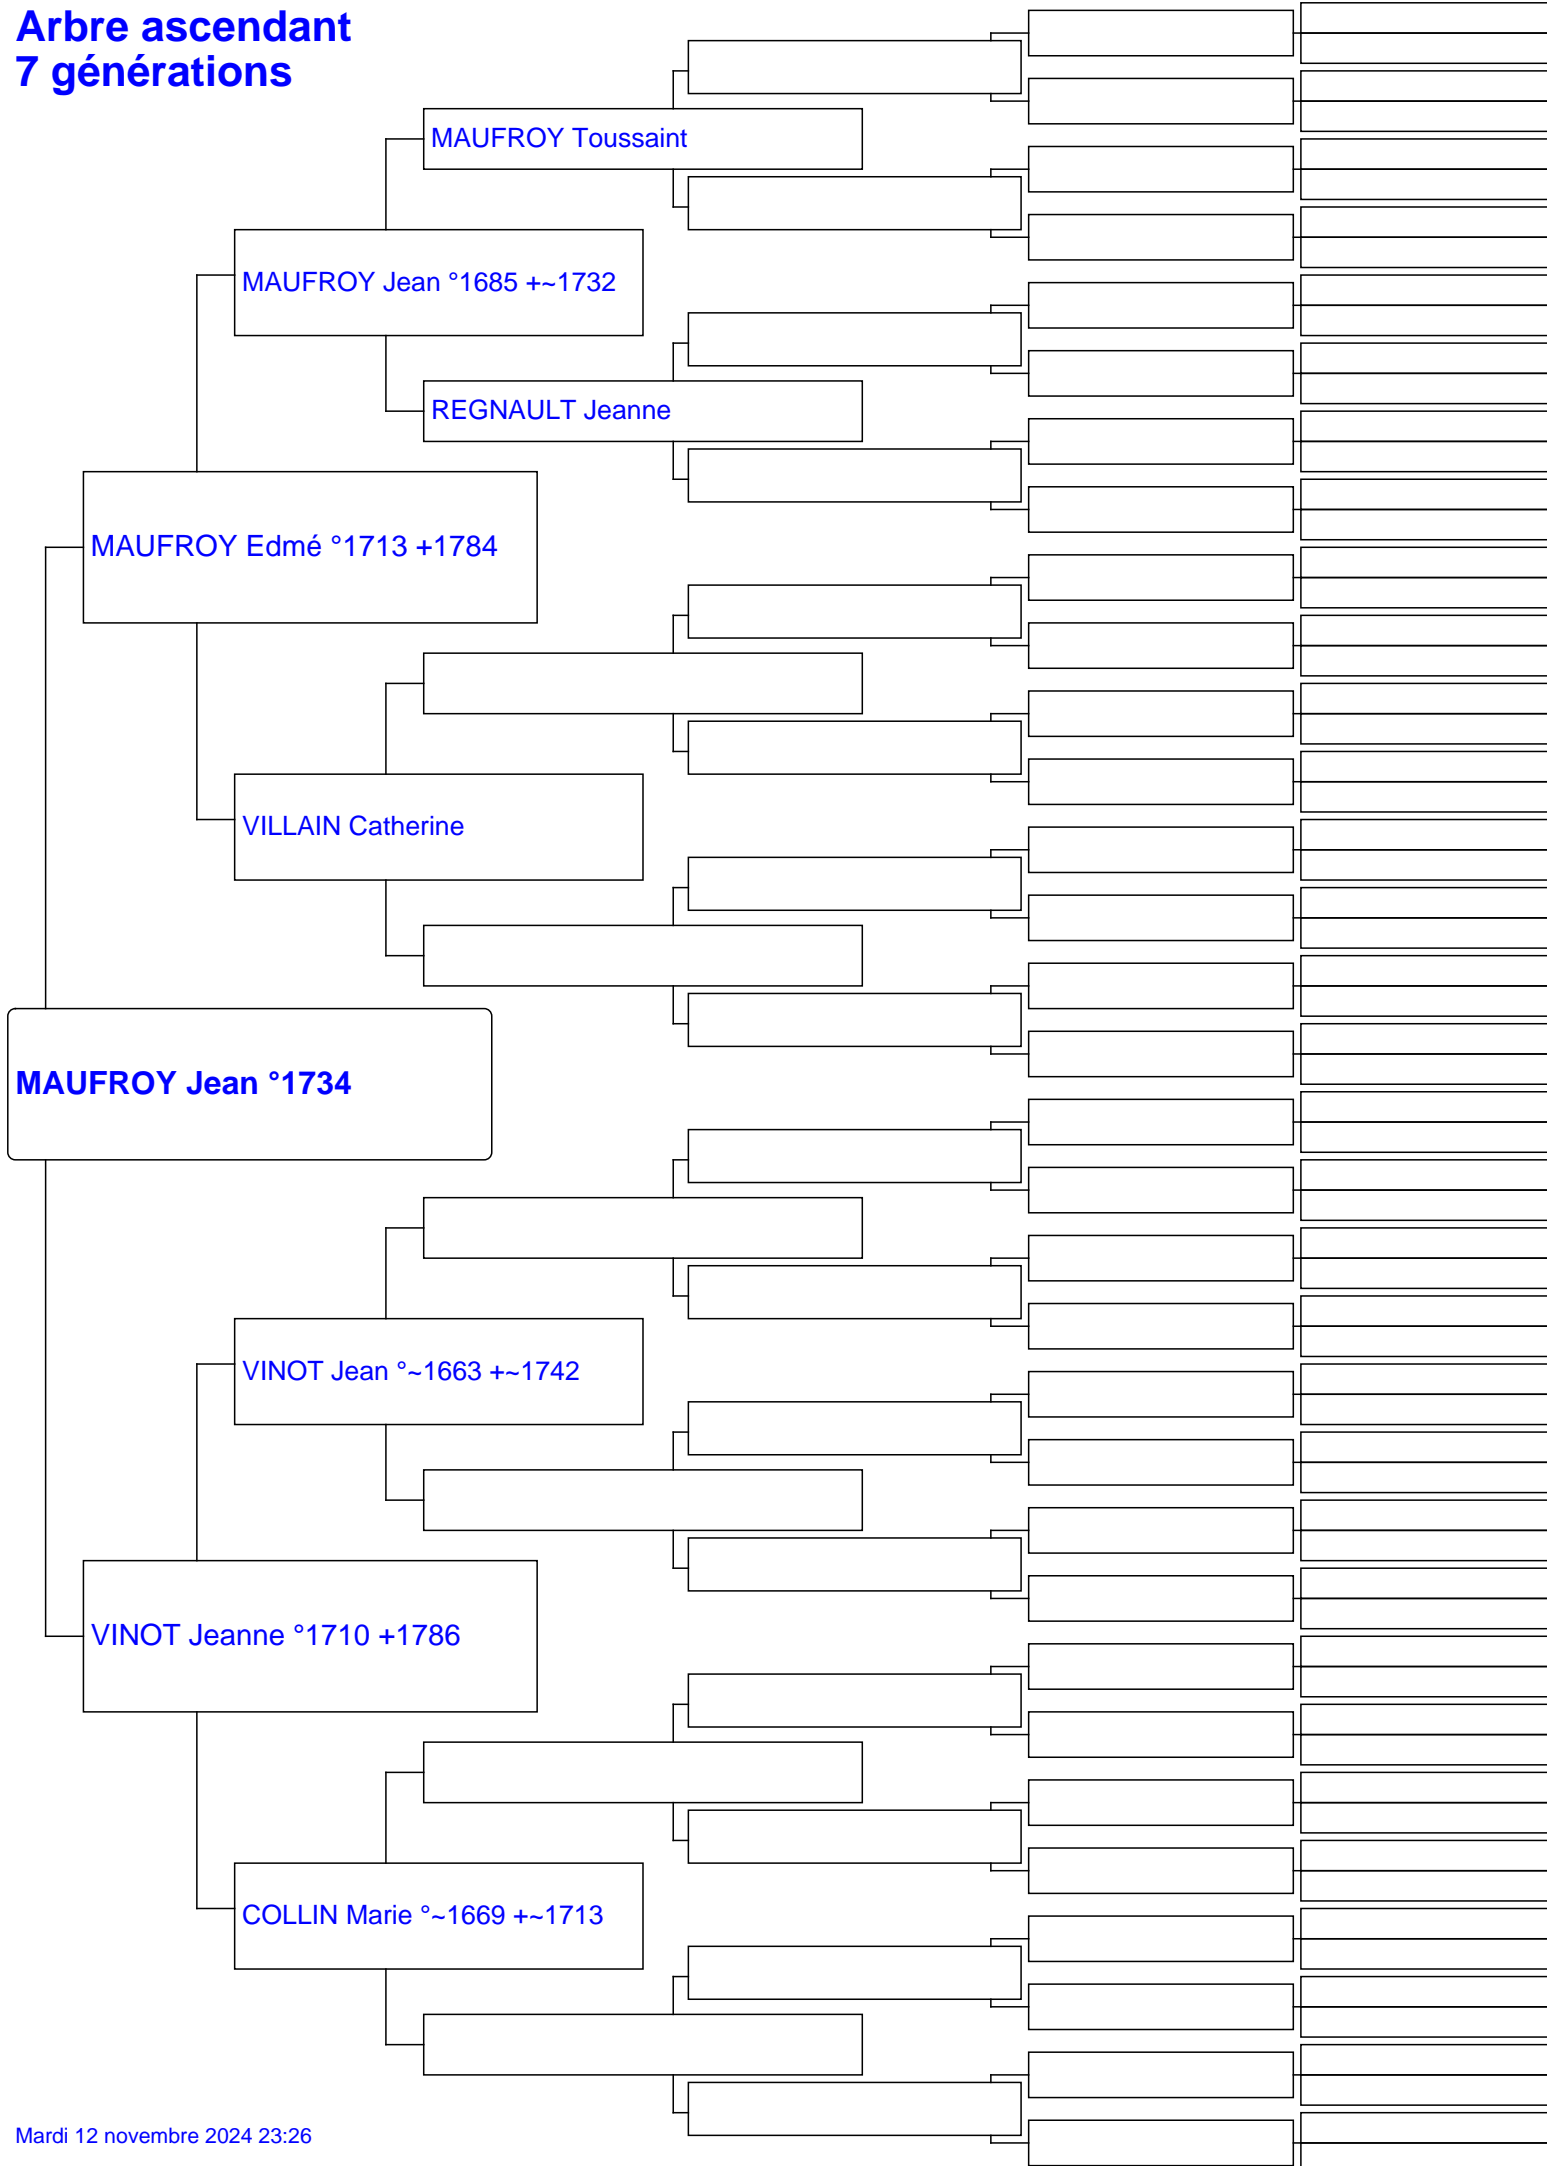 Arbre ascendant
7 générations
MAUFROY Toussaint
MAUFROY Jean °1685 +~1732
REGNAULT Jeanne
MAUFROY Edmé °1713 +1784
VILLAIN Catherine
MAUFROY Jean °1734
VINOT Jean °~1663 +~1742
VINOT Jeanne °1710 +1786
COLLIN Marie °~1669 +~1713
Mardi 12 novembre 2024 23:26